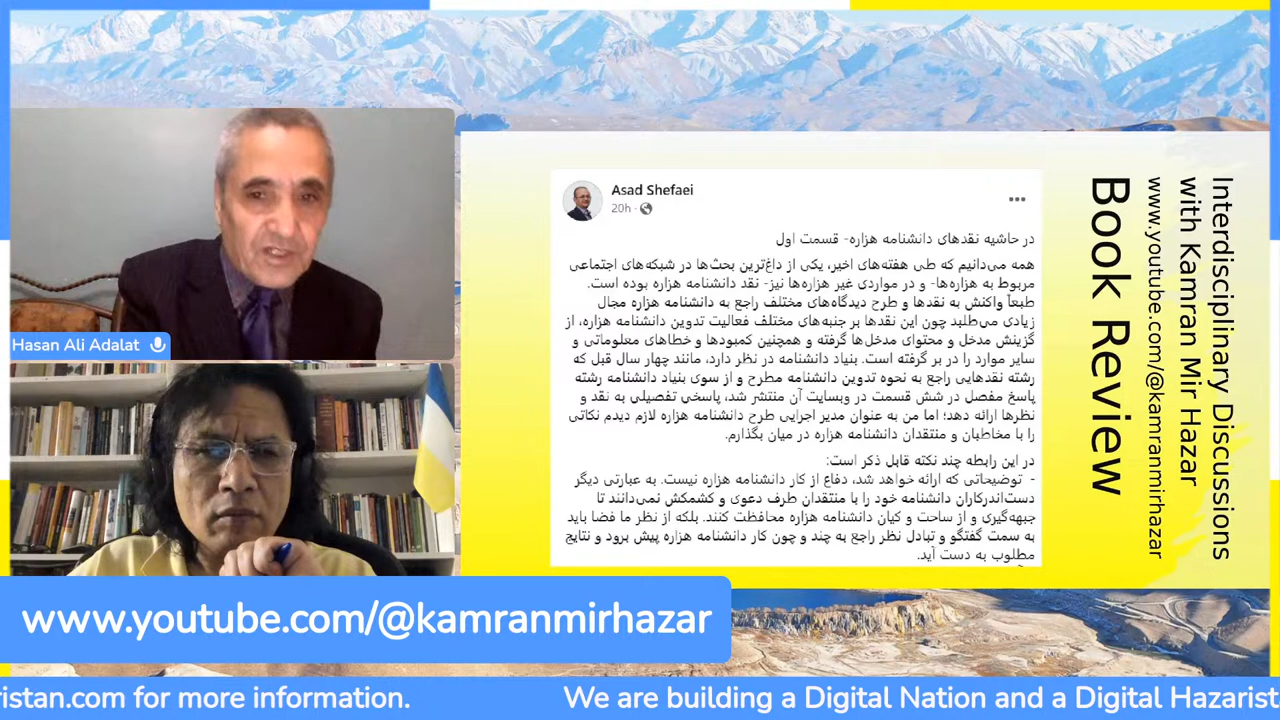 Hasan Ali Adalat
Asad Shefaei
20h
در حاشیه نقدهای دانشنامه هزاره- قسمت اول
همه می‌دانیم که طی هفته‌های اخیر، یکی از داغ‌ترین بحث‌ها در شبکه‌های اجتماعی
مربوط به هزاره‌ها- و در مواردی غیر هزاره‌ها نیز- نقد دانشنامه هزاره بوده است.
طبعاً واکنش به نقدها و طرح دیدگاه‌های مختلف راجع به دانشنامه هزاره مجال
زیادی می‌طلبد چون این نقدها بر جنبه‌های مختلف فعالیت تدوین دانشنامه هزاره، از
گزینش مدخل و محتوای مدخل‌ها گرفته و همچنین کمبودها و خطاهای معلوماتی و
سایر موارد را در بر گرفته است. بنیاد دانشنامه در نظر دارد، مانند چهار سال قبل که
رشته نقدهایی راجع به نحوه تدوین دانشنامه مطرح و از سوی بنیاد دانشنامه رشته
پاسخ مفصل در شش قسمت در وبسایت آن منتشر شد، پاسخی تفصیلی به نقد و
نظرها ارائه دهد؛ اما من به عنوان مدیر اجرایی طرح دانشنامه هزاره لازم دیدم نکاتی
را با مخاطبان و منتقدان دانشنامه هزاره در میان بگذارم.
در این رابطه چند نکته قابل ذکر است:
- توضیحاتی که ارائه خواهد شد، دفاع از کار دانشنامه هزاره نیست. به عبارتی دیگر
دست‌اندرکاران دانشنامه خود را با منتقدان طرف دعوی و کشمکش نمی‌دانند تا
جبهه‌گیری و از ساحت و کیان دانشنامه هزاره محافظت کنند. بلکه از نظر ما فضا باید
به سمت گفتگو و تبادل نظر راجع به چند و چون کار دانشنامه هزاره پیش برود و نتایج
مطلوب به دست آید.
Interdisciplinary Discussions
with Kamran Mir Hazar
www.youtube.com/@kamranmirhazar
Book Review
www.youtube.com/@kamranmirhazar
ristan.com for more information.
We are building a Digital Nation and a Digital Hazarist